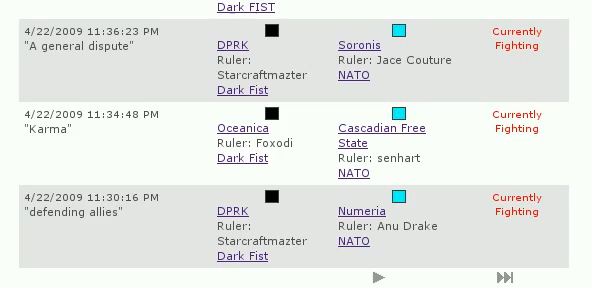 Dark FIST
4/22/2009 11:36:23 PM
"A general dispute"
DPRK
Ruler:
Starcraftmazter
Dark Fist
Soronis
Ruler: Jace Couture
NATO
Currently
Fighting
4/22/2009 11:34:48 PM
"Karma"
Oceanica
Ruler: Foxodi
Dark Fist
Cascadian Free
State
Ruler: senhart
NATO
Currently
Fighting
4/22/2009 11:30:16 PM
"defending allies"
DPRK
Ruler:
Starcraftmazter
Dark Fist
Numeria
Ruler: Anu Drake
NATO
Currently
Fighting